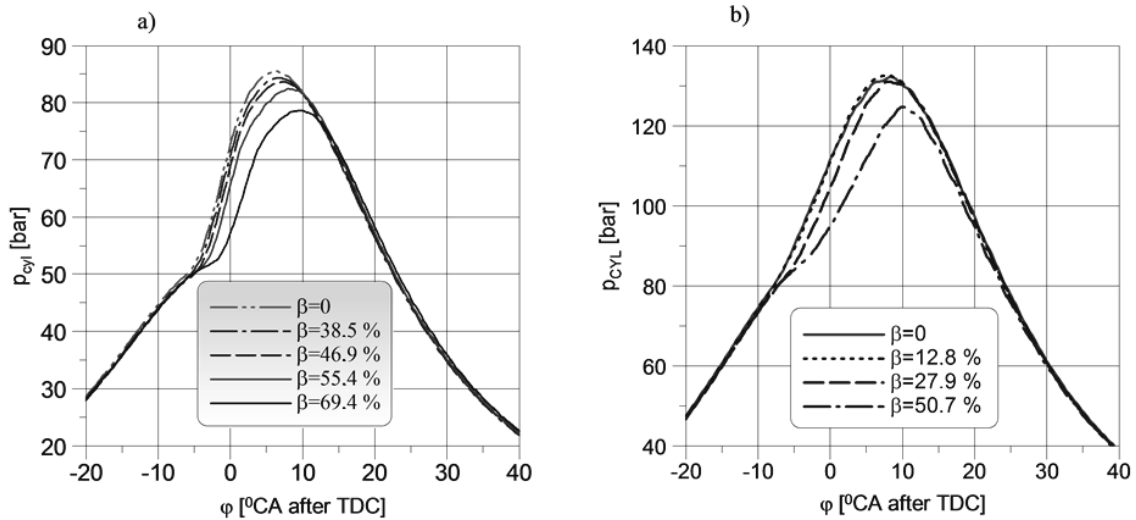 a)
90
80
70
60
50
40
30
20
p_cyl [bar]
β=0
β=38.5 %
β=46.9 %
β=55.4 %
β=69.4 %
-20 -10 0 10 20 30 40
φ [⁰CA after TDC]
b)
140
120
100
80
60
40
p_CYL [bar]
β=0
β=12.8 %
β=27.9 %
β=50.7 %
-20 -10 0 10 20 30 40
φ [⁰CA after TDC]